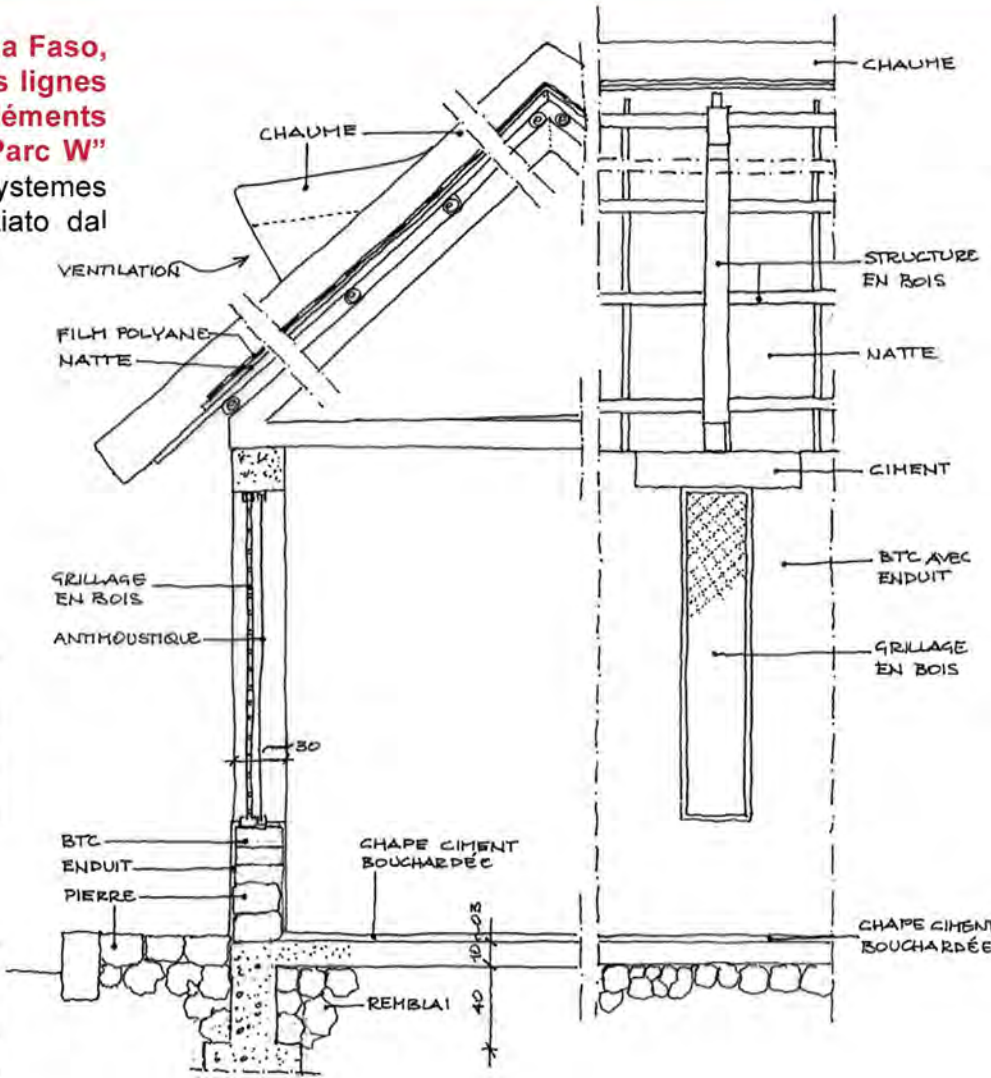 a Faso,
s lignes
éments
Parc W”
ystemes
iato dal
CHAUME
CHAUME
VENTILATION
FILM POLYANE
NATTE
STRUCTURE
EN BOIS
NATTE
CIMENT
GRILLAGE
EN BOIS
ANTIMOUSTIQUE
BTC AVEC
ENDUIT
GRILLAGE
EN BOIS
30
BTC
ENDUIT
PIERRE
CHAPE CIMENT
BOUCHARDÉE
10
03
CHAPE CIMENT
BOUCHARDÉE
REMBLAI
40